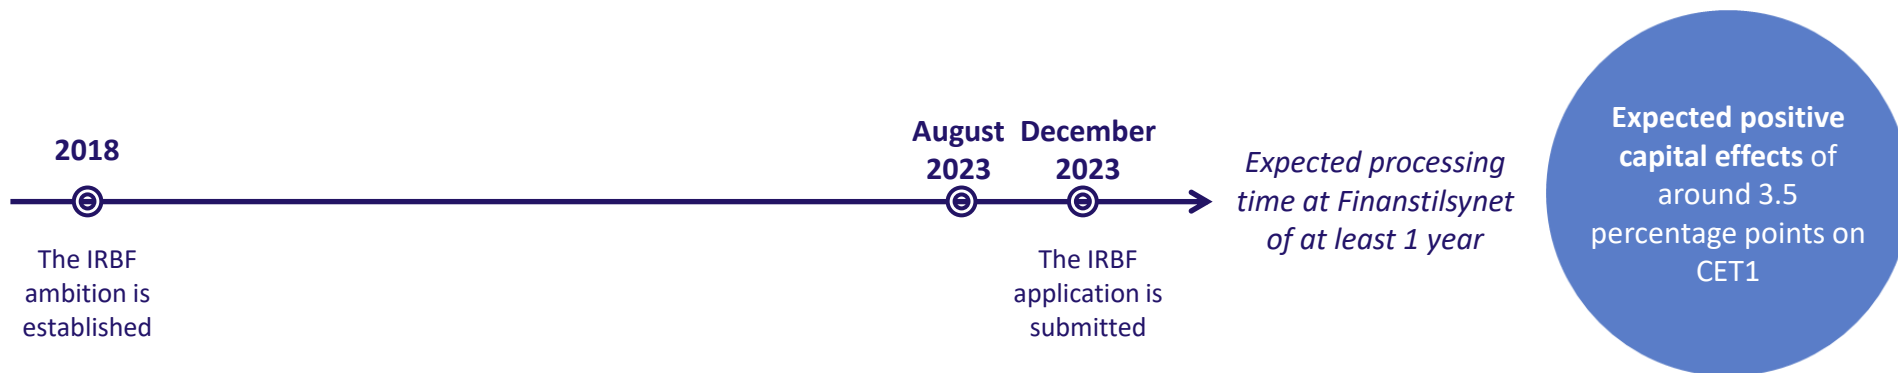 2018
The IRBF
ambition is
established
August
2023
December
2023
The IRBF
application is
submitted
Expected processing
time at Finanstilsynet
of at least 1 year
Expected positive
capital effects of
around 3.5
percentage points on
CET1